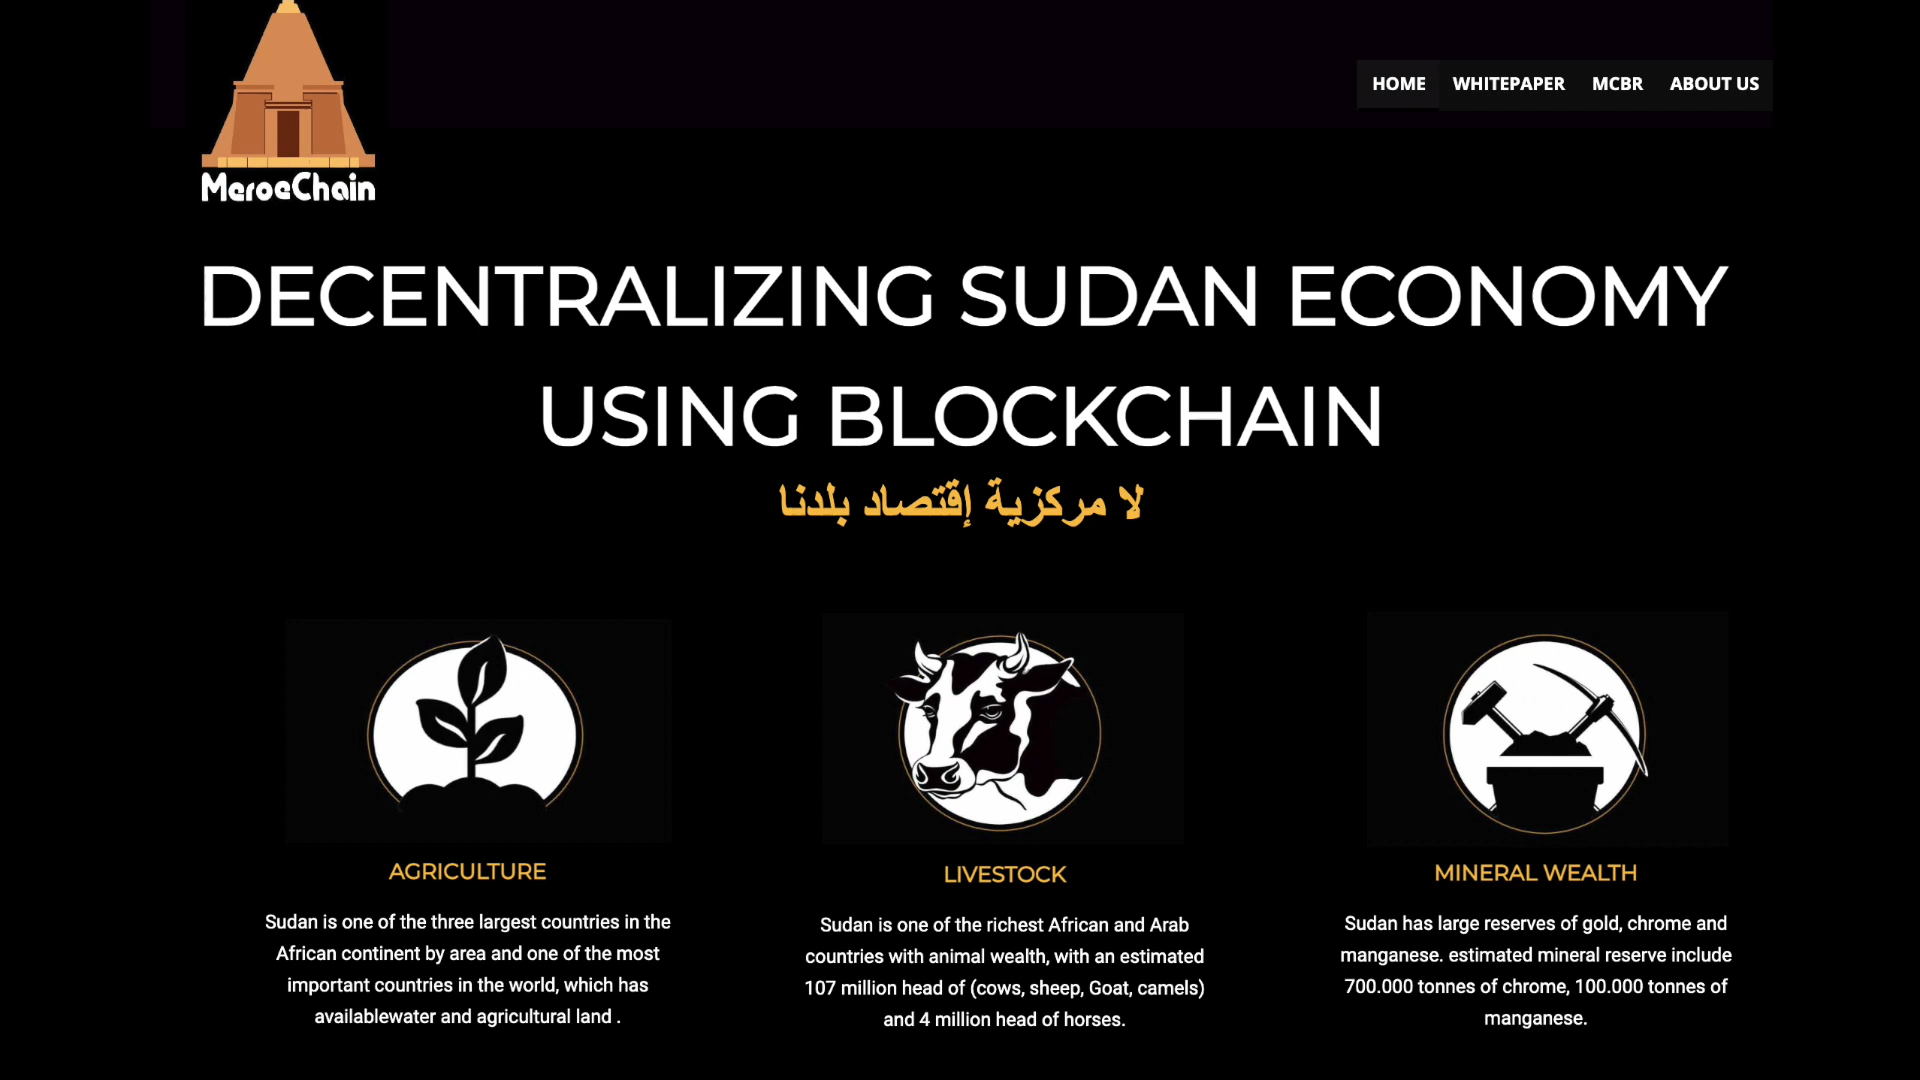 HOME WHITEPAPER MCBR ABOUT US
MeroeChain
DECENTRALIZING SUDAN ECONOMY
USING BLOCKCHAIN
لا مركزية إقتصاد بلدنا
AGRICULTURE
Sudan is one of the three largest countries in the
African continent by area and one of the most
important countries in the world, which has
availablewater and agricultural land .
LIVESTOCK
Sudan is one of the richest African and Arab
countries with animal wealth, with an estimated
107 million head of (cows, sheep, Goat, camels)
and 4 million head of horses.
MINERAL WEALTH
Sudan has large reserves of gold, chrome and
manganese. estimated mineral reserve include
700.000 tonnes of chrome, 100.000 tonnes of
manganese.